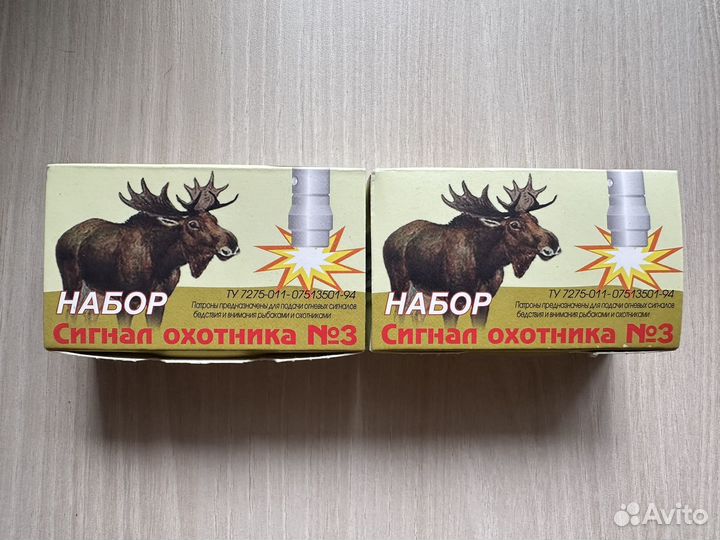 ТУ 7275-011-07513501-94
НАБОР
Патроны предназначены для подачи огневых сигналов
бедствия и внимания рыбаками и охотниками
Сигнал охотника №3
ТУ 7275-011-07513501-94
НАБОР
Патроны предназначены для подачи огневых сигналов
бедствия и внимания рыбаками и охотниками
Сигнал охотника №3
Avito